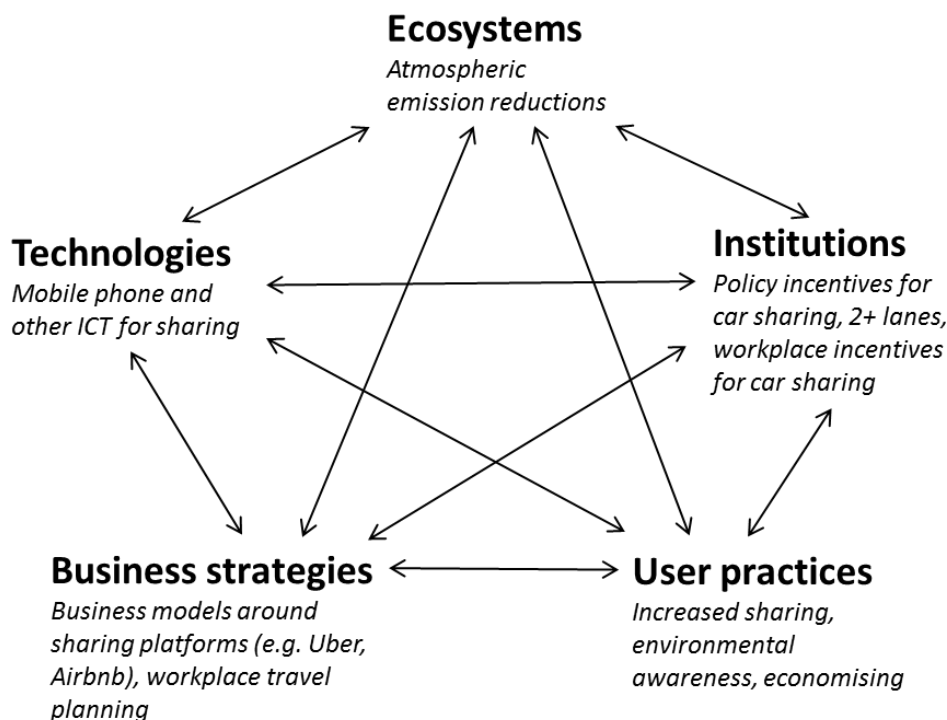 Ecosystems
Atmospheric
emission reductions
Technologies
Mobile phone and
other ICT for sharing
Institutions
Policy incentives for
car sharing, 2+ lanes,
workplace incentives
for car sharing
Business strategies
Business models around
sharing platforms (e.g. Uber,
Airbnb), workplace travel
planning
User practices
Increased sharing,
environmental
awareness, economising